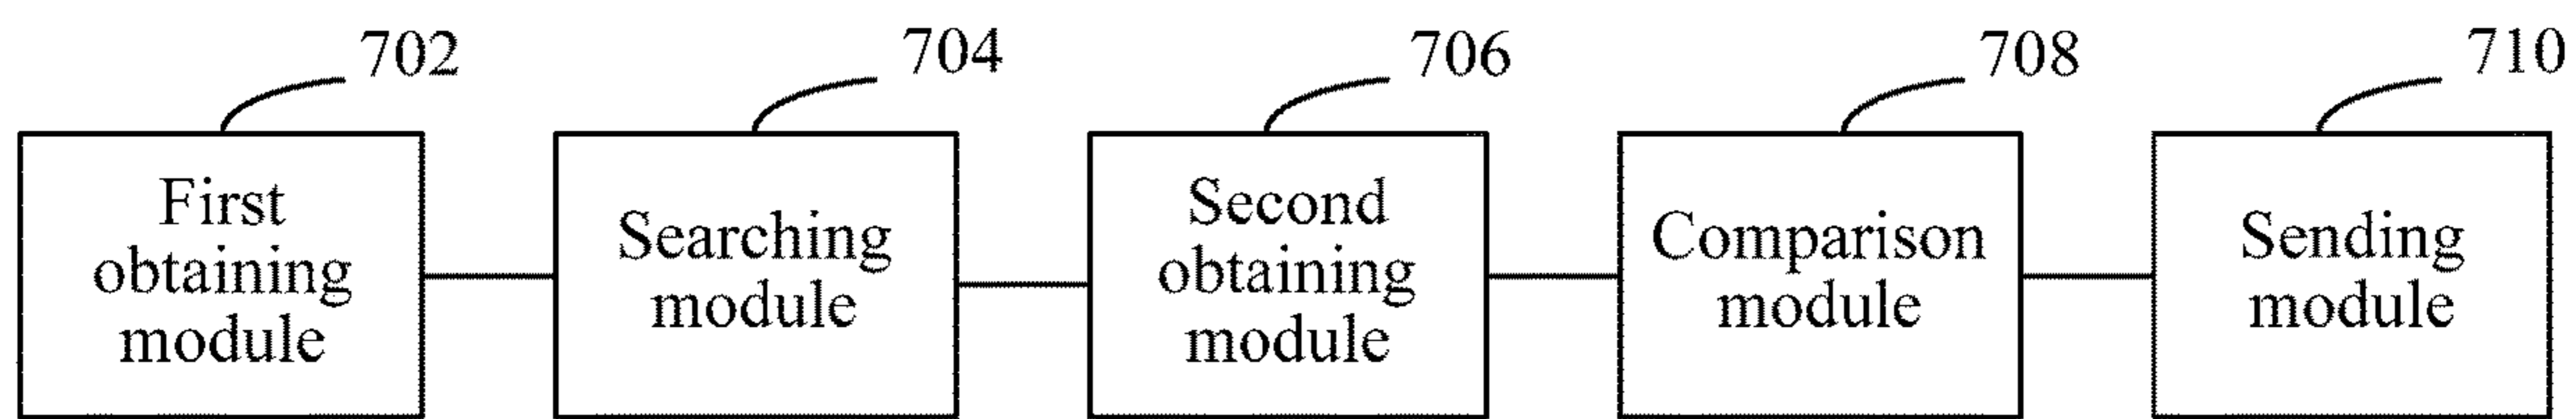 702
704
706
708
710
First
obtaining
module
Searching
module
Second
obtaining
module
Comparison
module
Sending
module